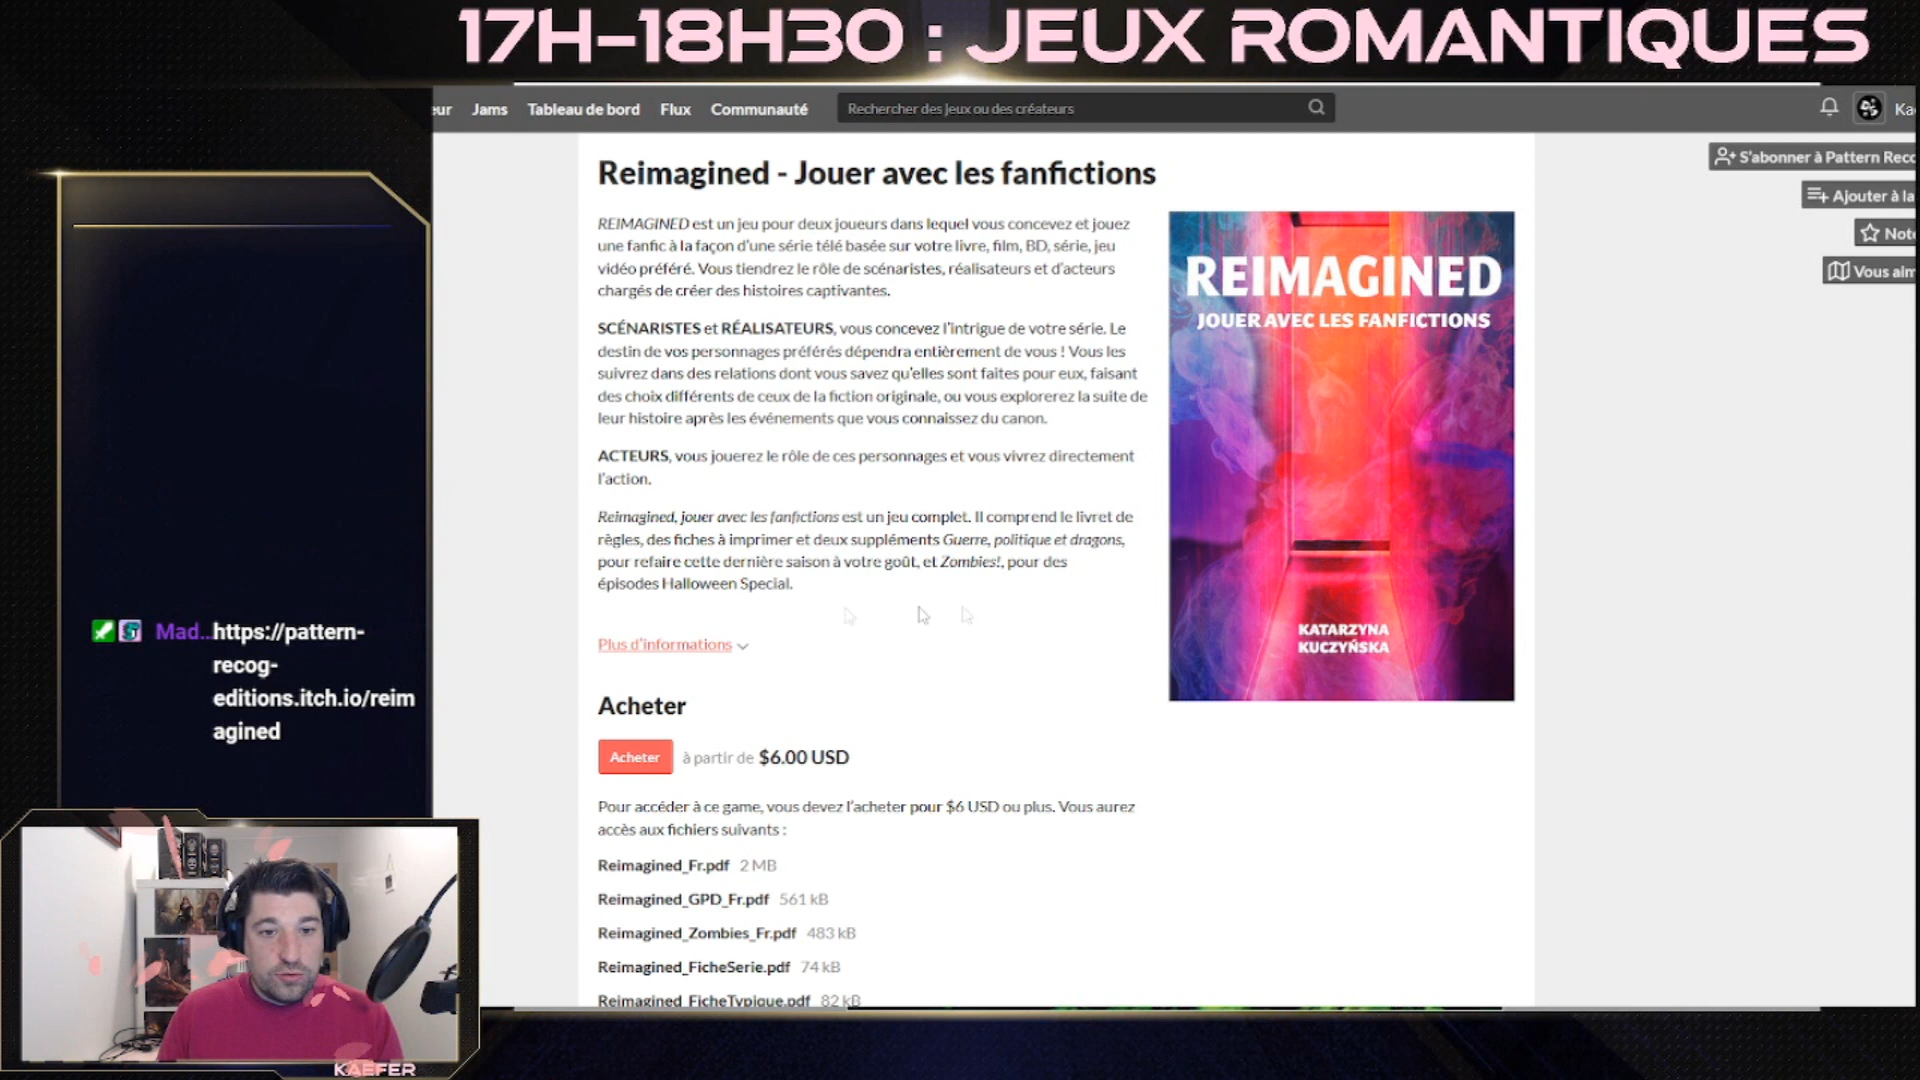 17H-18H30 : JEUX ROMANTIQUES
eur Jams Tableau de bord Flux Communauté Rechercher des jeux ou des créateurs
S'abonner à Pattern Reco
Ajouter à la
Note
Vous aim
Reimagined - Jouer avec les fanfictions
REIMAGINED est un jeu pour deux joueurs dans lequel vous concevez et jouez
une fanfic à la façon d'une série télé basée sur votre livre, film, BD, série, jeu
vidéo préféré. Vous tiendrez le rôle de scénaristes, réalisateurs et d'acteurs
chargés de créer des histoires captivantes.
SCÉNARISTES et RÉALISATEURS, vous concevez l'intrigue de votre série. Le
destin de vos personnages préférés dépendra entièrement de vous ! Vous les
suivrez dans des relations dont vous savez qu'elles sont faites pour eux, faisant
des choix différents de ceux de la fiction originale, ou vous explorerez la suite de
leur histoire après les événements que vous connaissez du canon.
ACTEURS, vous jouerez le rôle de ces personnages et vous vivrez directement
l'action.
Reimagined, jouer avec les fanfictions est un jeu complet. Il comprend le livret de
règles, des fiches à imprimer et deux suppléments Guerre, politique et dragons,
pour refaire cette dernière saison à votre goût, et Zombies!, pour des
épisodes Halloween Special.
Plus d'informations
Acheter
Acheter à partir de $6.00 USD
Pour accéder à ce game, vous devez l'acheter pour $6 USD ou plus. Vous aurez
accès aux fichiers suivants :
Reimagined_Fr.pdf 2 MB
Reimagined_GPD_Fr.pdf 561 kB
Reimagined_Zombies_Fr.pdf 483 kB
Reimagined_FicheSerie.pdf 74 kB
Reimagined_FicheTypique.pdf 82 kB
REIMAGINED
JOUER AVEC LES FANFICTIONS
KATARZYNA
KUCZYŃSKA
Mad... https://pattern-
recog-
editions.itch.io/reim
agined
KAEFER